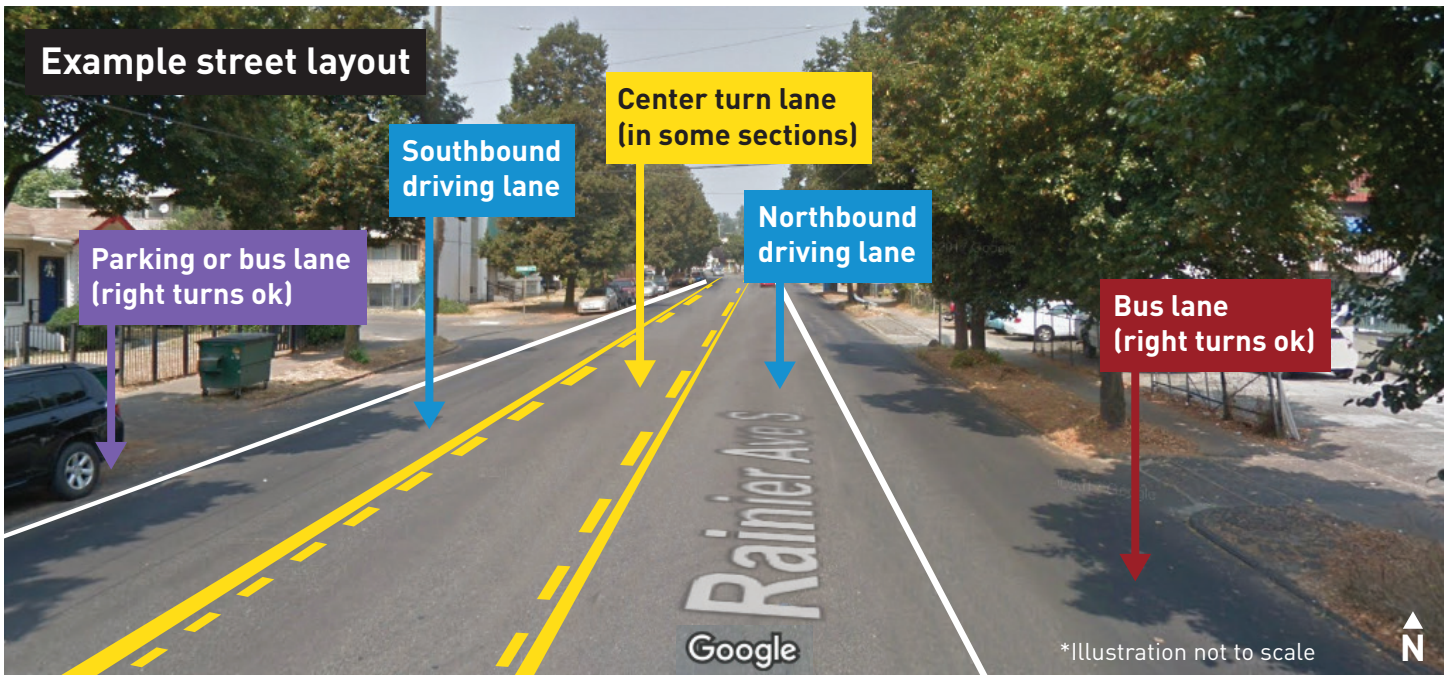 Example street layout
Center turn lane
(in some sections)
Southbound
driving lane
Northbound
driving lane
Parking or bus lane
(right turns ok)
Bus lane
(right turns ok)
Rainier Ave S
Google
*Illustration not to scale
N